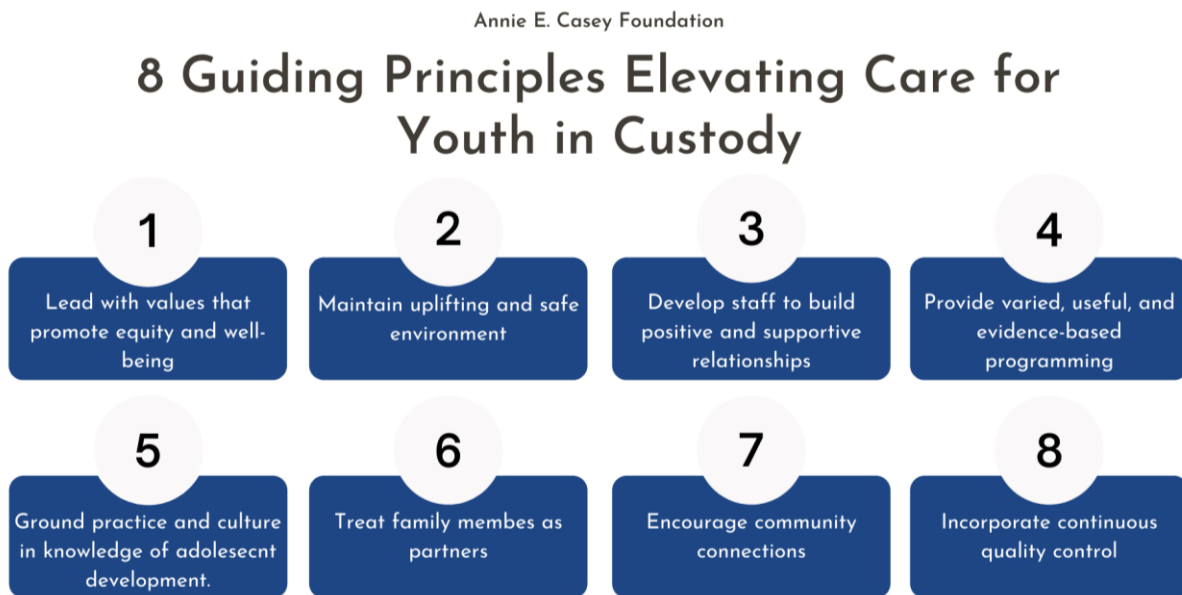 Annie E. Casey Foundation
8 Guiding Principles Elevating Care for
Youth in Custody
1
Lead with values that
promote equity and well-
being
2
Maintain uplifting and safe
environment
3
Develop staff to build
positive and supportive
relationships
4
Provide varied, useful, and
evidence-based
programming
5
Ground practice and culture
in knowledge of adolesecnt
development.
6
Treat family membes as
partners
7
Encourage community
connections
8
Incorporate continuous
quality control